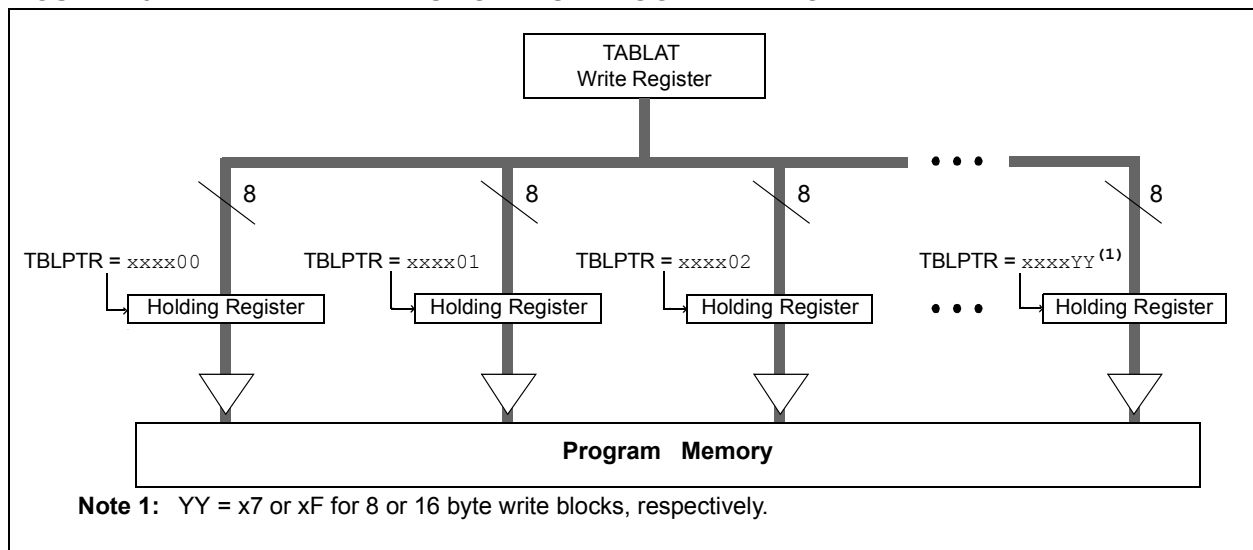 TABLAT
Write Register
8 8 8 8
TBLPTR = xxxx00 TBLPTR = xxxx01 TBLPTR = xxxx02 TBLPTR = xxxxYY(1)
Holding Register Holding Register Holding Register Holding Register
Program Memory
Note 1: YY = x7 or xF for 8 or 16 byte write blocks, respectively.